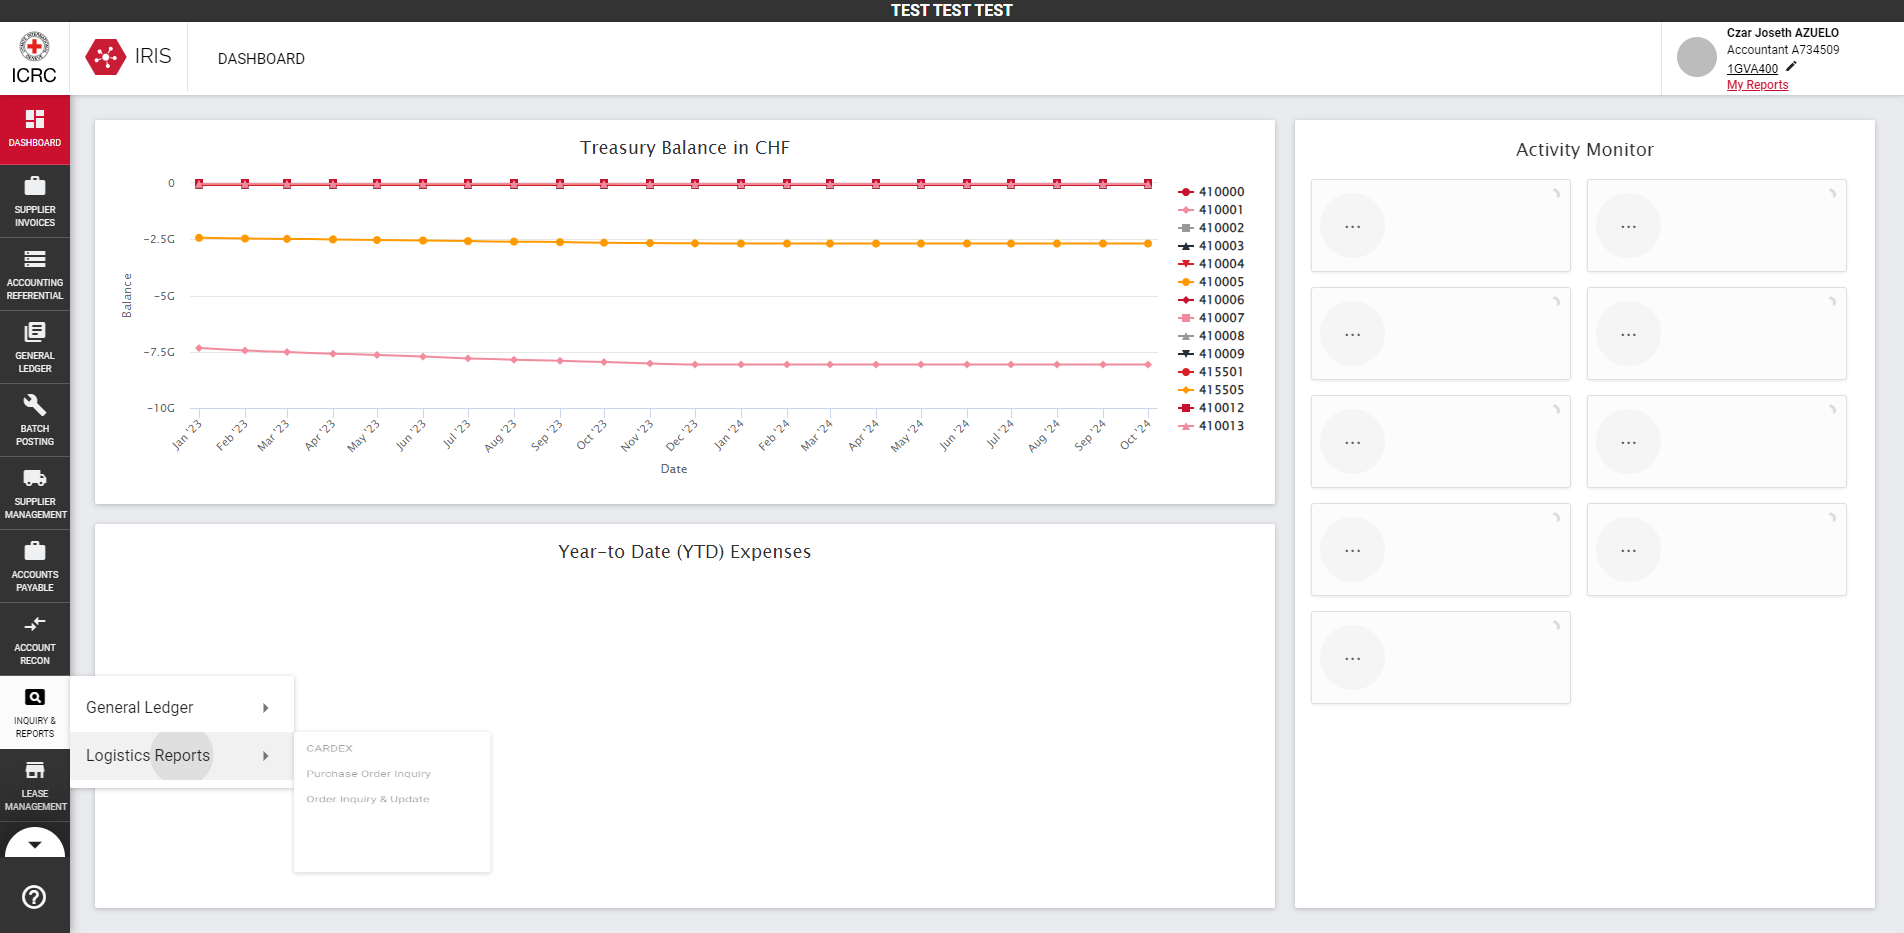 TEST TEST TEST
ICRC
IRIS
DASHBOARD
Czar Joseth AZUELO
Accountant A734509
1GVA400
My Reports
DASHBOARD
SUPPLIER
INVOICES
ACCOUNTING
REFERENTIAL
GENERAL
LEDGER
BATCH
POSTING
SUPPLIER
MANAGEMENT
ACCOUNTS
PAYABLE
ACCOUNT
RECON
INQUIRY &
REPORTS
LEASE
MANAGEMENT
General Ledger
Logistics Reports
CARDEX
Purchase Order Inquiry
Order Inquiry & Update
Treasury Balance in CHF
0
−2.5G
−5G
−7.5G
−10G
Balance
Jan '23
Feb '23
Mar '23
Apr '23
May '23
Jun '23
Jul '23
Aug '23
Sep '23
Oct '23
Nov '23
Dec '23
Jan '24
Feb '24
Mar '24
Apr '24
May '24
Jun '24
Jul '24
Aug '24
Sep '24
Oct '24
Date
410000
410001
410002
410003
410004
410005
410006
410007
410008
410009
415501
415505
410012
410013
Year-to Date (YTD) Expenses
Activity Monitor
...
...
...
...
...
...
...
...
...